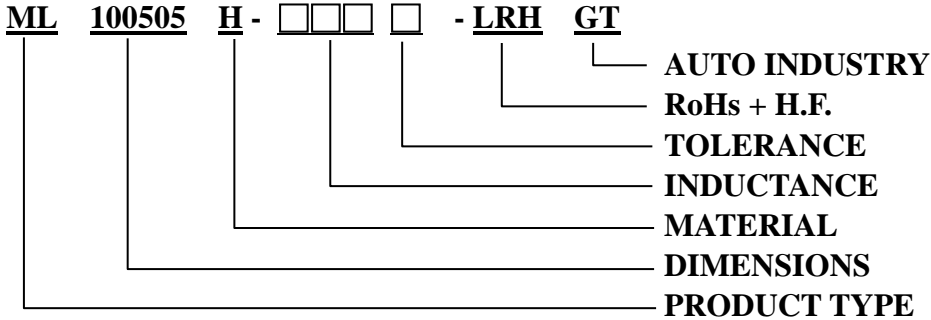 ML 100505 H - □□□ □ - LRH GT
AUTO INDUSTRY
RoHs + H.F.
TOLERANCE
INDUCTANCE
MATERIAL
DIMENSIONS
PRODUCT TYPE